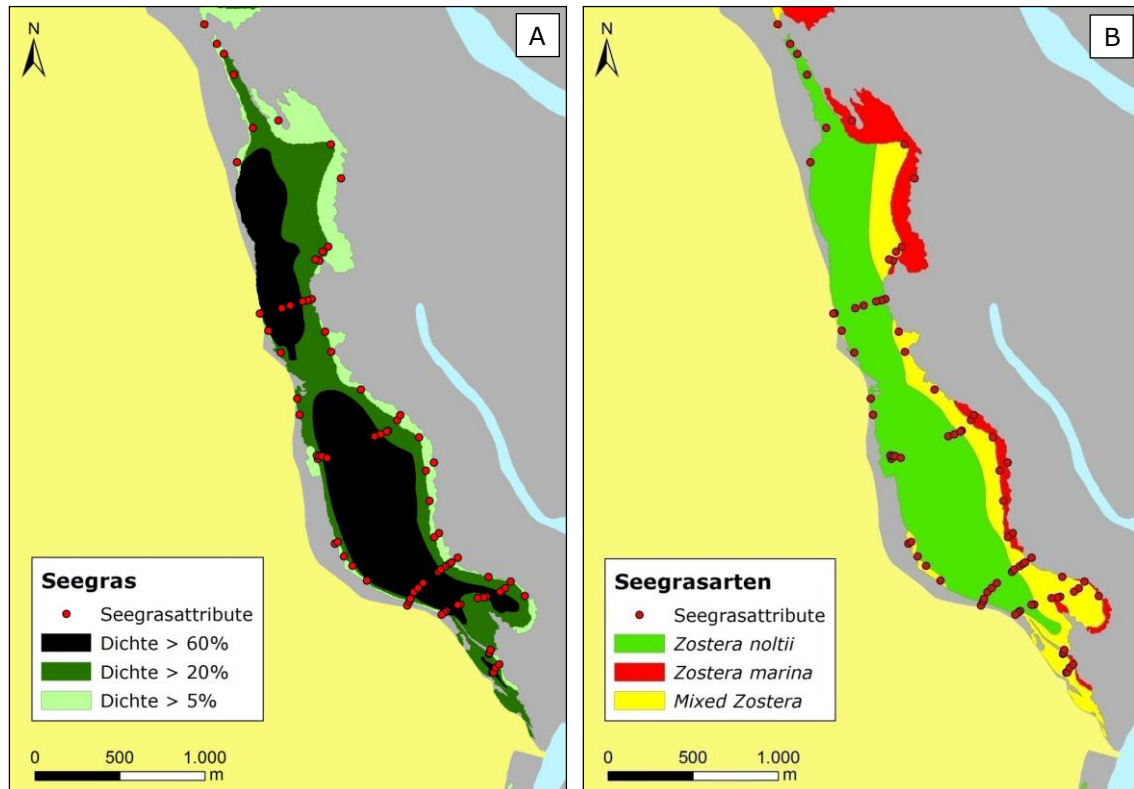 A
N
Seegras
Seegrasattribute
Dichte > 60%
Dichte > 20%
Dichte > 5%
0 500 1.000
m
B
N
Seegrasarten
Seegrasattribute
Zostera noltii
Zostera marina
Mixed Zostera
0 500 1.000
m